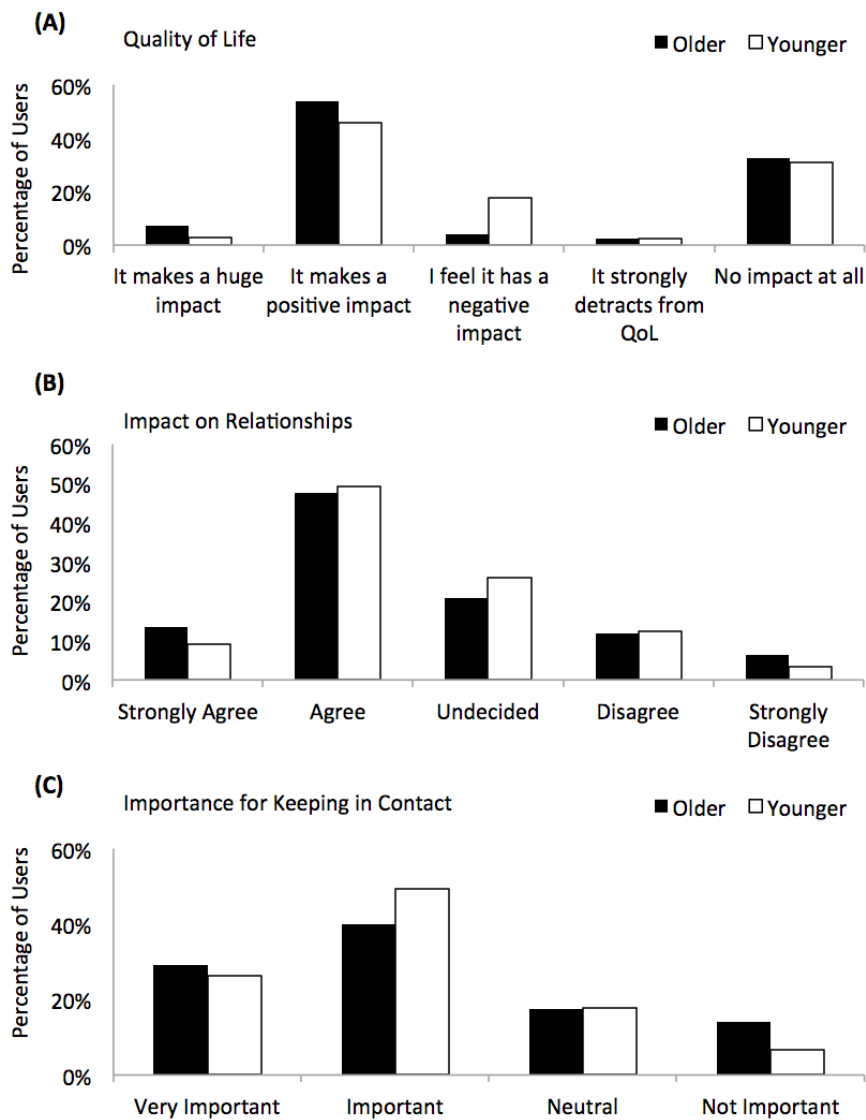 (A)
Quality of Life
Older Younger
Percentage of Users
60%
40%
20%
0%
It makes a huge impact
It makes a positive impact
I feel it has a negative impact
It strongly detracts from QoL
No impact at all
(B)
Impact on Relationships
Older Younger
Percentage of Users
60%
50%
40%
30%
20%
10%
0%
Strongly Agree
Agree
Undecided
Disagree
Strongly Disagree
(C)
Importance for Keeping in Contact
Older Younger
Percentage of Users
60%
40%
20%
0%
Very Important
Important
Neutral
Not Important